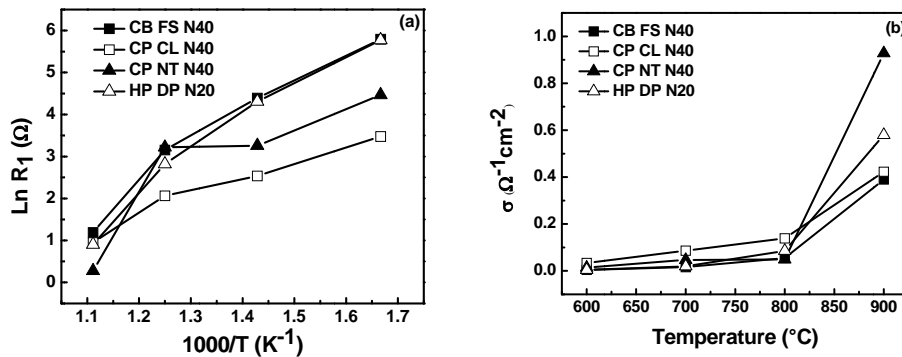 (a)
CB FS N40
CP CL N40
CP NT N40
HP DP N20
Ln R1 (Ω)
6
5
4
3
2
1
0
1.1 1.2 1.3 1.4 1.5 1.6 1.7
1000/T (K-1)
(b)
CB FS N40
CP CL N40
CP NT N40
HP DP N20
σ (Ω-1cm-2)
1.0
0.8
0.6
0.4
0.2
0.0
600 650 700 750 800 850 900
Temperature (°C)